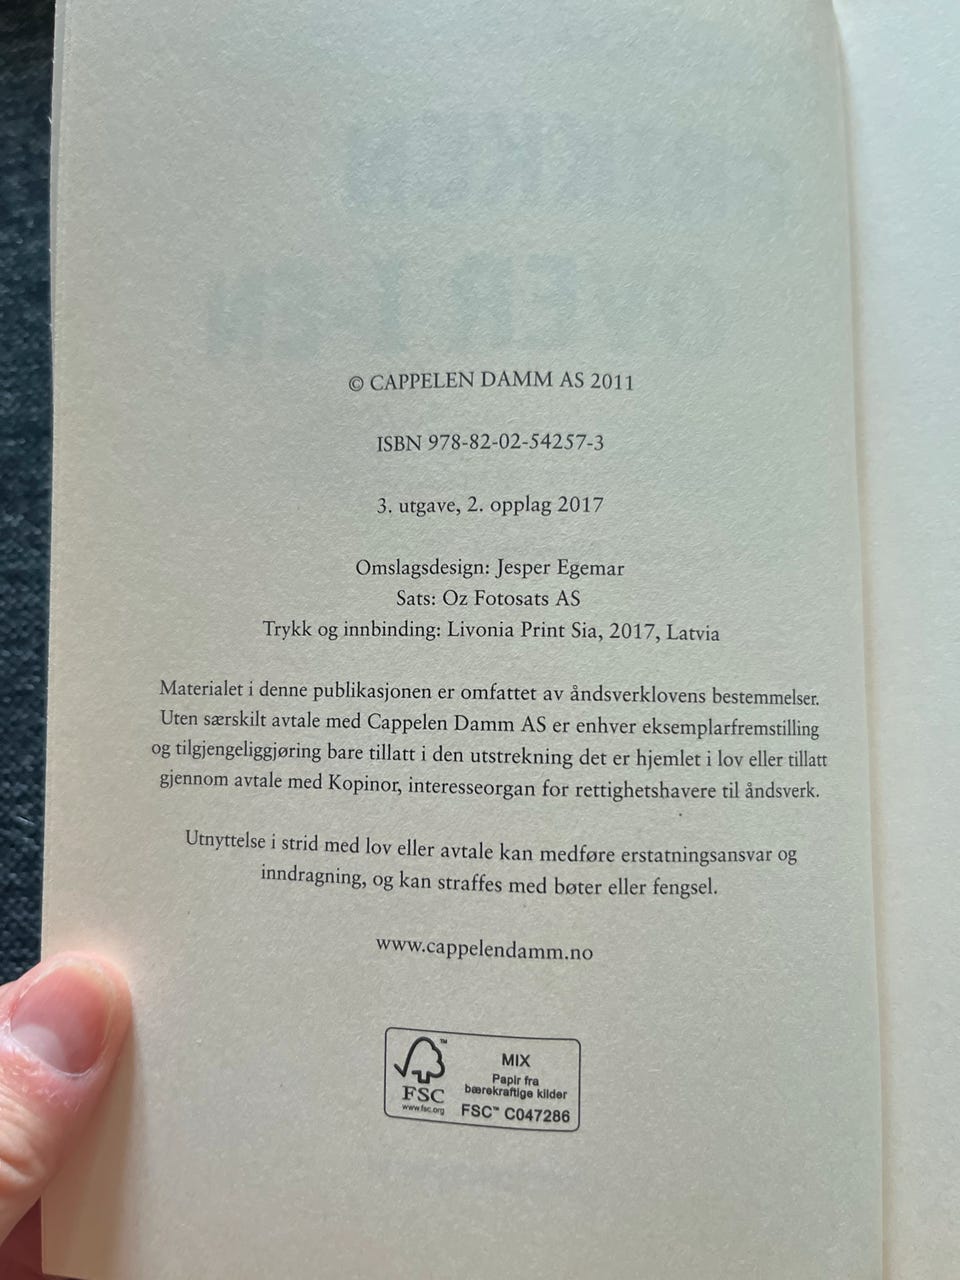 © CAPPELEN DAMM AS 2011
ISBN 978-82-02-54257-3
3. utgave, 2. opplag 2017
Omslagsdesign: Jesper Egemar
Sats: Oz Fotosats AS
Trykk og innbinding: Livonia Print Sia, 2017, Latvia
Materialet i denne publikasjonen er omfattet av åndsverklovens bestemmelser.
Uten særskilt avtale med Cappelen Damm AS er enhver eksemplarfremstilling
og tilgjengeliggjøring bare tillatt i den utstrekning det er hjemlet i lov eller tillatt
gjennom avtale med Kopinor, interesseorgan for rettighetshavere til åndsverk.
Utnyttelse i strid med lov eller avtale kan medføre erstatningsansvar og
inndragning, og kan straffes med bøter eller fengsel.
www.cappelendamm.no
FSC
www.fsc.org
MIX
Papir fra
bærekraftige kilder
FSC™ C047286